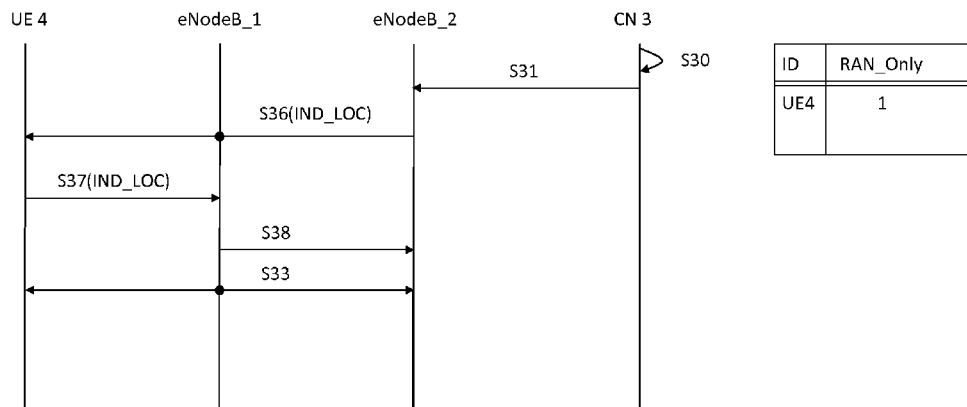 UE 4 eNodeB_1 eNodeB_2 CN 3
S30
S31
ID RAN_Only
UE4 1
S36(IND_LOC)
S37(IND_LOC)
S38
S33